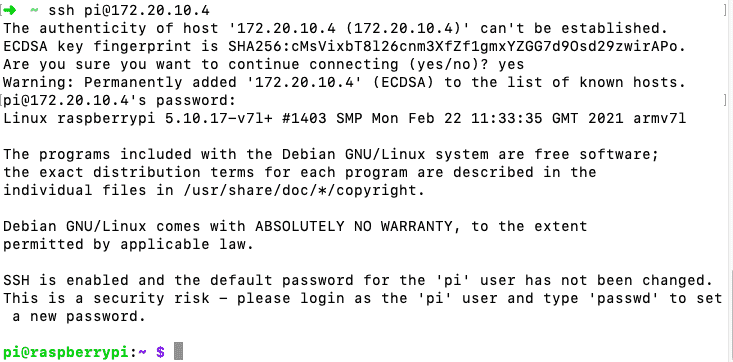 [➜  ~ ssh pi@172.20.10.4 ]
The authenticity of host '172.20.10.4 (172.20.10.4)' can't be established.
ECDSA key fingerprint is SHA256:cMsVixbT8l26cnm3XfZf1gmxYZGG7d9Osd29zwirAPo.
Are you sure you want to continue connecting (yes/no)? yes
Warning: Permanently added '172.20.10.4' (ECDSA) to the list of known hosts.
[pi@172.20.10.4's password: ]
Linux raspberrypi 5.10.17-v7l+ #1403 SMP Mon Feb 22 11:33:35 GMT 2021 armv7l

The programs included with the Debian GNU/Linux system are free software;
the exact distribution terms for each program are described in the
individual files in /usr/share/doc/*/copyright.

Debian GNU/Linux comes with ABSOLUTELY NO WARRANTY, to the extent
permitted by applicable law.

SSH is enabled and the default password for the 'pi' user has not been changed.
This is a security risk - please login as the 'pi' user and type 'passwd' to set
 a new password.

pi@raspberrypi:~ $